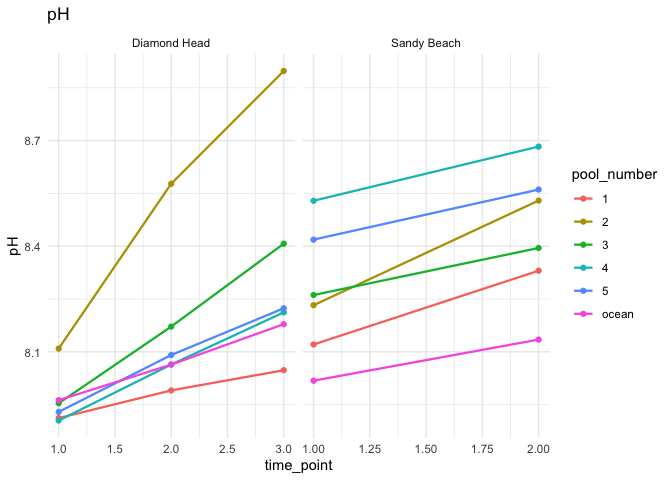 pH
Diamond Head
Sandy Beach
8.7
8.4
8.1
pH
1.0 1.5 2.0 2.5 3.0
1.00 1.25 1.50 1.75 2.00
time_point
pool_number
1
2
3
4
5
ocean